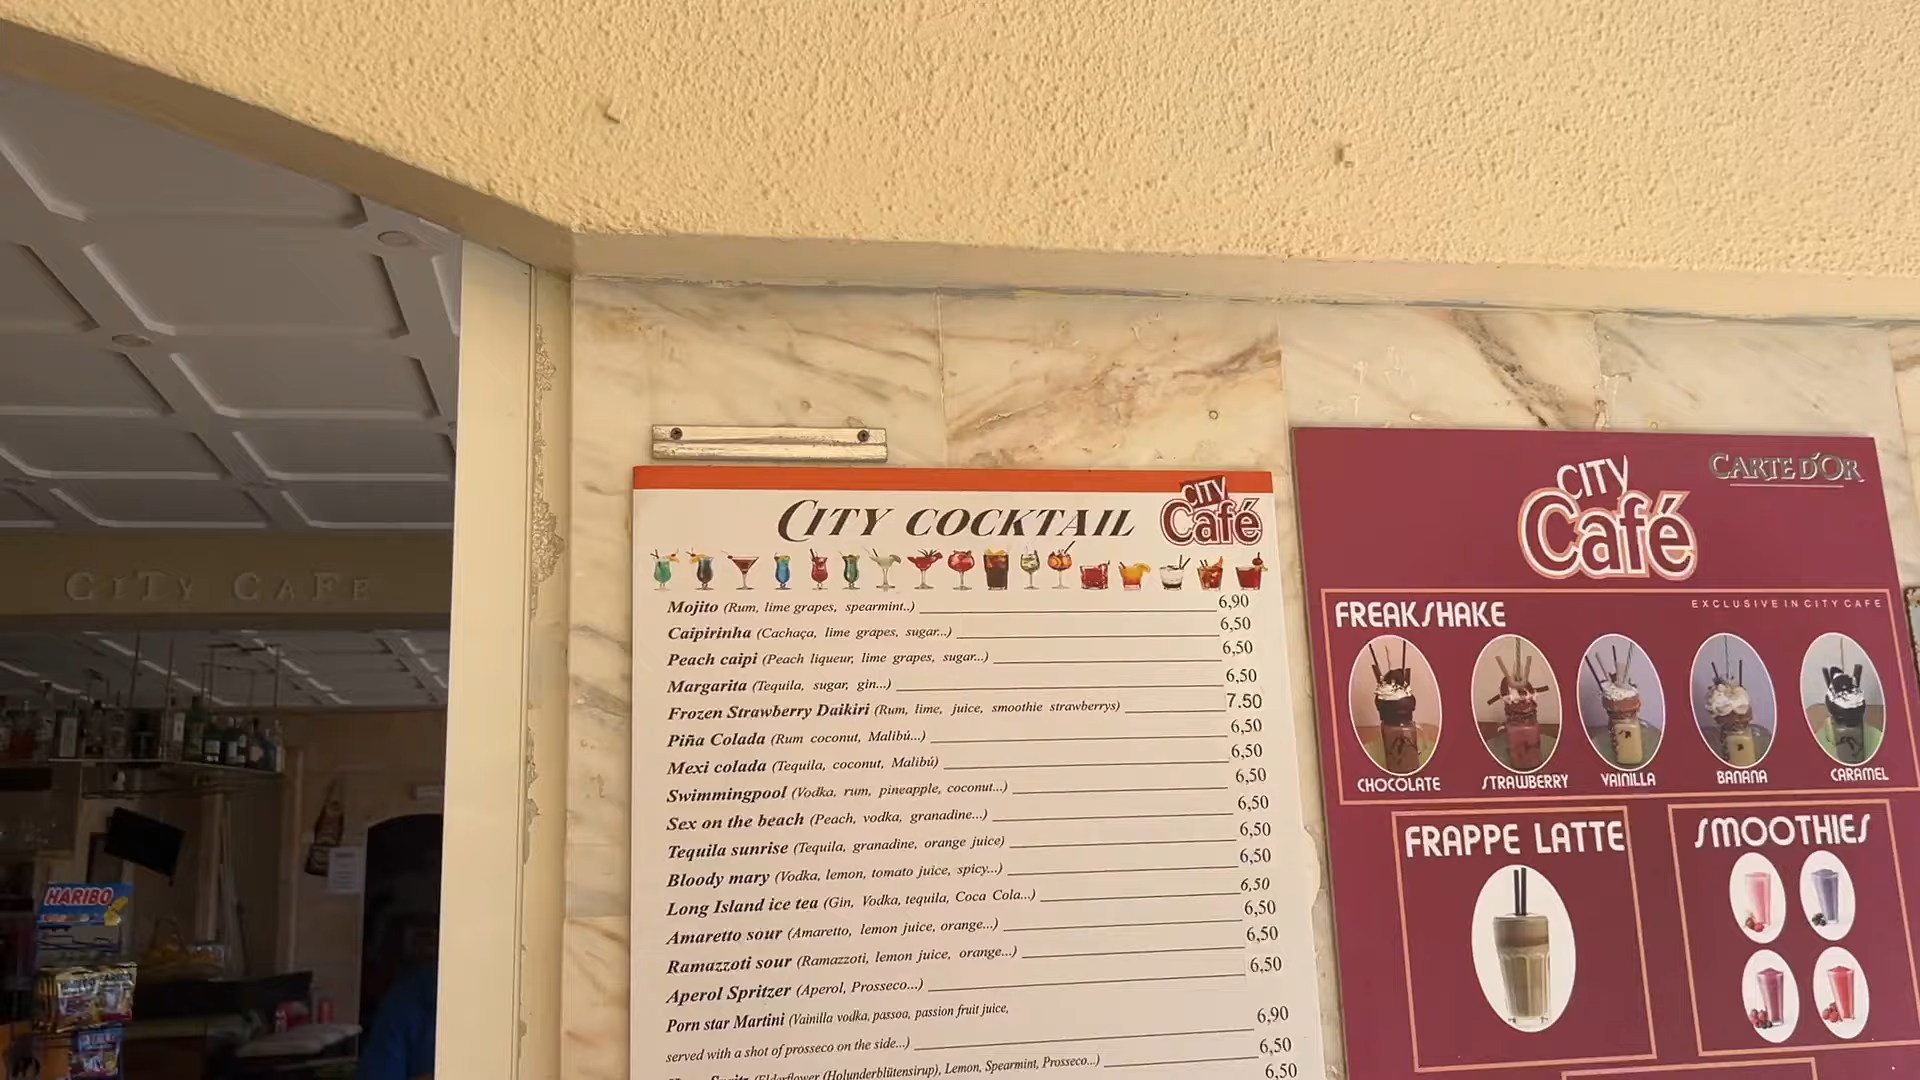 CITY CAFE
HARIBO
CITY COCKTAIL
CITY
Café
Mojito (Rum, lime grapes, spearmint..) 6,90
Caipirinha (Cachaça, lime grapes, sugar...) 6,50
Peach caipi (Peach liqueur, lime grapes, sugar...) 6,50
Margarita (Tequila, sugar, gin...) 6,50
Frozen Strawberry Daikiri (Rum, lime, juice, smoothie strawberrys) 7.50
Piña Colada (Rum coconut, Malibú...) 6,50
Mexi colada (Tequila, coconut, Malibú) 6,50
Swimmingpool (Vodka, rum, pineapple, coconut...) 6,50
Sex on the beach (Peach, vodka, granadine...) 6,50
Tequila sunrise (Tequila, granadine, orange juice) 6,50
Bloody mary (Vodka, lemon, tomato juice, spicy...) 6,50
Long Island ice tea (Gin, Vodka, tequila, Coca Cola...) 6,50
Amaretto sour (Amaretto, lemon juice, orange...) 6,50
Ramazzoti sour (Ramazzoti, lemon juice, orange...) 6,50
Aperol Spritzer (Aperol, Prosseco...) 6,50
Porn star Martini (Vainilla vodka, passoa, passion fruit juice,
served with a shot of prosseco on the side...) 6,90
Spritz (Elderflower (Holunderblütensirup), Lemon, Spearmint, Prosseco...) 6,50
6,50
CITY
Café
CARTE D'OR
FREAKSHAKE
EXCLUSIVE IN CITY CAFE
CHOCOLATE STRAWBERRY VAINILLA BANANA CARAMEL
FRAPPE LATTE
SMOOTHIES